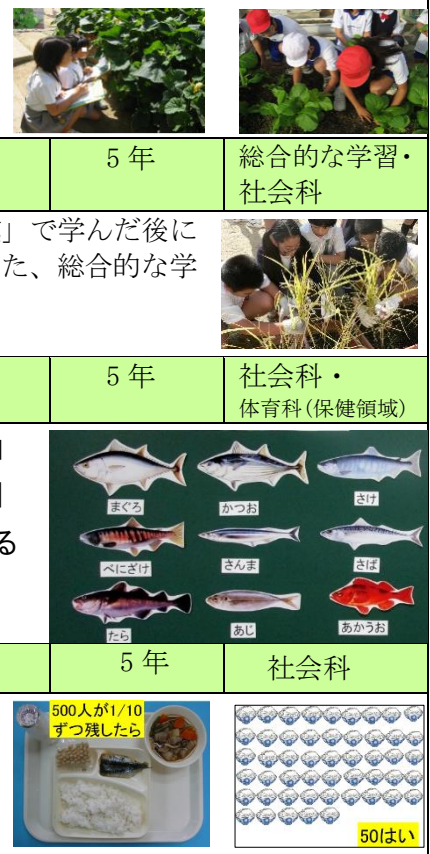 5年
総合的な学習・
社会科
」で学んだ後に
た、総合的な学
5年
社会科・
体育科(保健領域)
る
まぐろ
かつお
さけ
べにざけ
さんま
さば
たら
あじ
あかうお
5年
社会科
500人が1/10
ずつ残したら
50はい